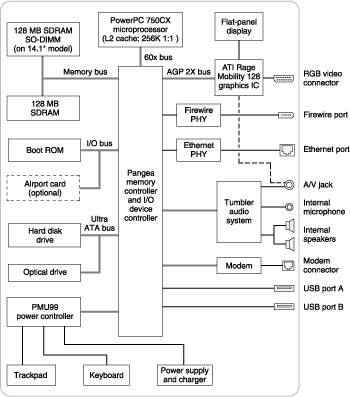 128 MB SDRAM
SO-DIMM
(on 14.1" model)
PowerPC 750CX
microprocessor
(L2 cache: 256K 1:1 )
Flat-panel
display
60x bus
Memory bus
AGP 2X bus
ATI Rage
Mobility 128
graphics IC
RGB video
connector
128 MB
SDRAM
Firewire
PHY
Firewire port
I/O bus
Boot ROM
Ethernet
PHY
Ethernet port
Airport card
(optional)
Pangea
memory
controller
and I/O
device
controller
A/V jack
Tumbler
audio
system
Internal
microphone
Ultra
ATA bus
Hard disk
drive
Internal
speakers
Optical drive
Modem
Modem
connector
USB port A
PMU99
power controller
USB port B
Trackpad
Keyboard
Power supply
and charger